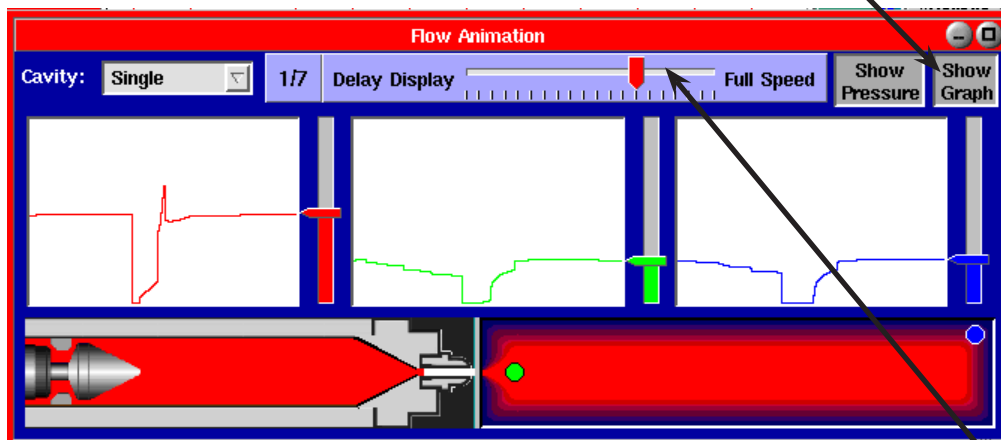 Flow Animation
Cavity: Single 1/7 Delay Display Full Speed Show Pressure Show Graph